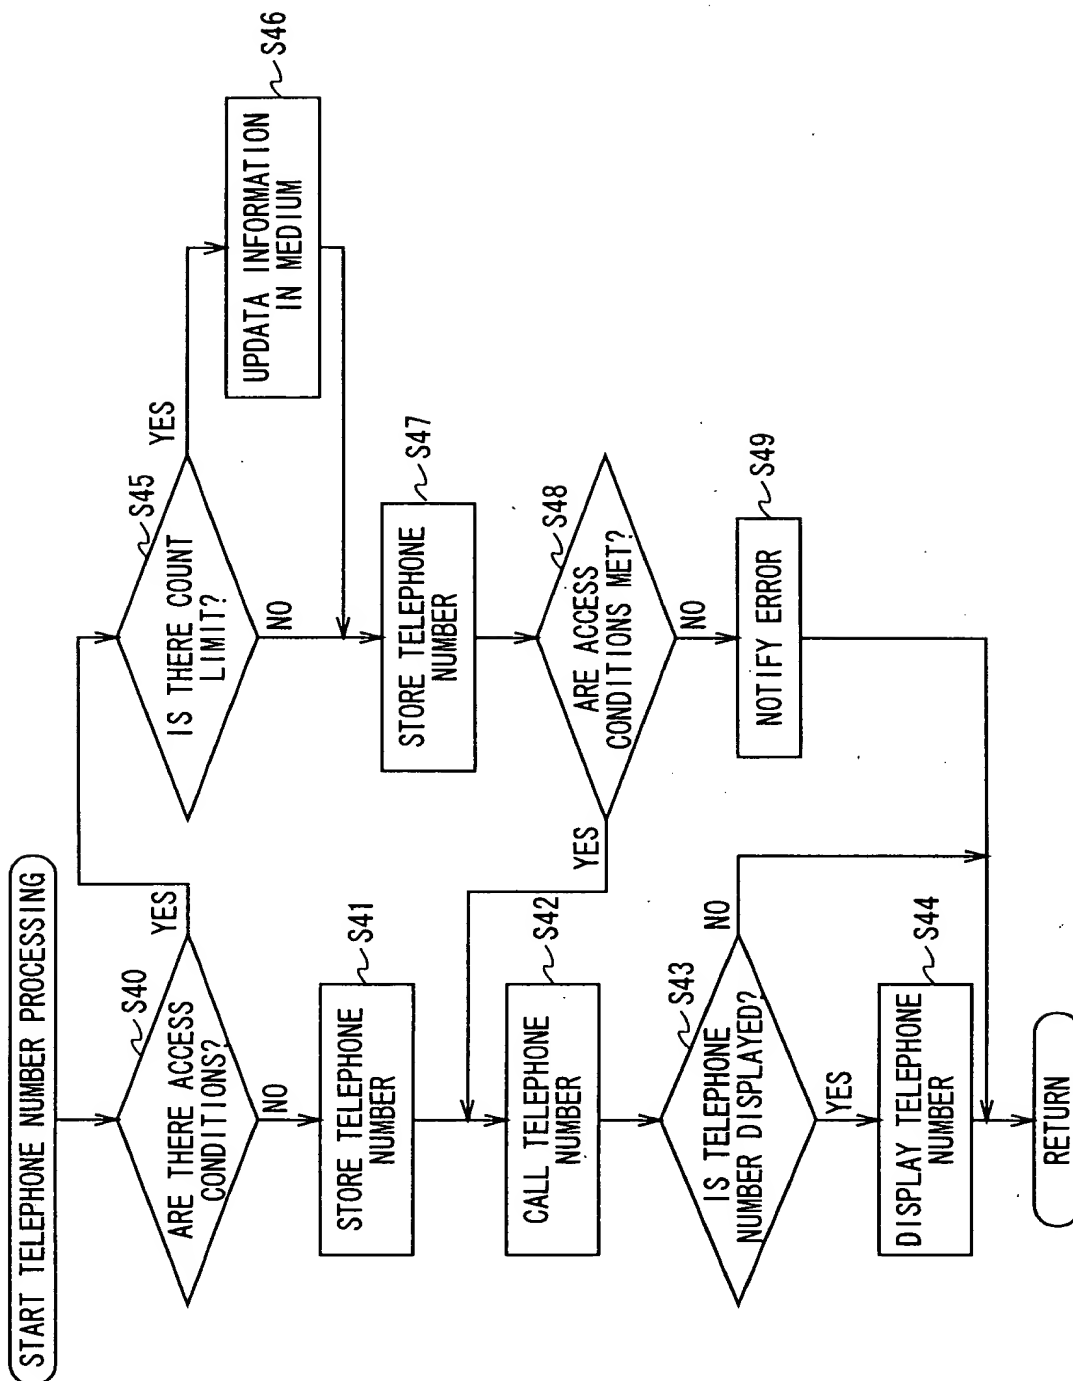 START TELEPHONE NUMBER PROCESSING
S40
ARE THERE ACCESS
CONDITIONS?
YES
NO
S41
STORE TELEPHONE
NUMBER
S42
CALL TELEPHONE
NUMBER
S43
IS TELEPHONE
NUMBER DISPLAYED?
NO
YES
S44
DISPLAY TELEPHONE
NUMBER
RETURN
S45
IS THERE COUNT
LIMIT?
YES
NO
S46
UPDATA INFORMATION
IN MEDIUM
S47
STORE TELEPHONE
NUMBER
S48
ARE ACCESS
CONDITIONS MET?
YES
NO
S49
NOTIFY ERROR